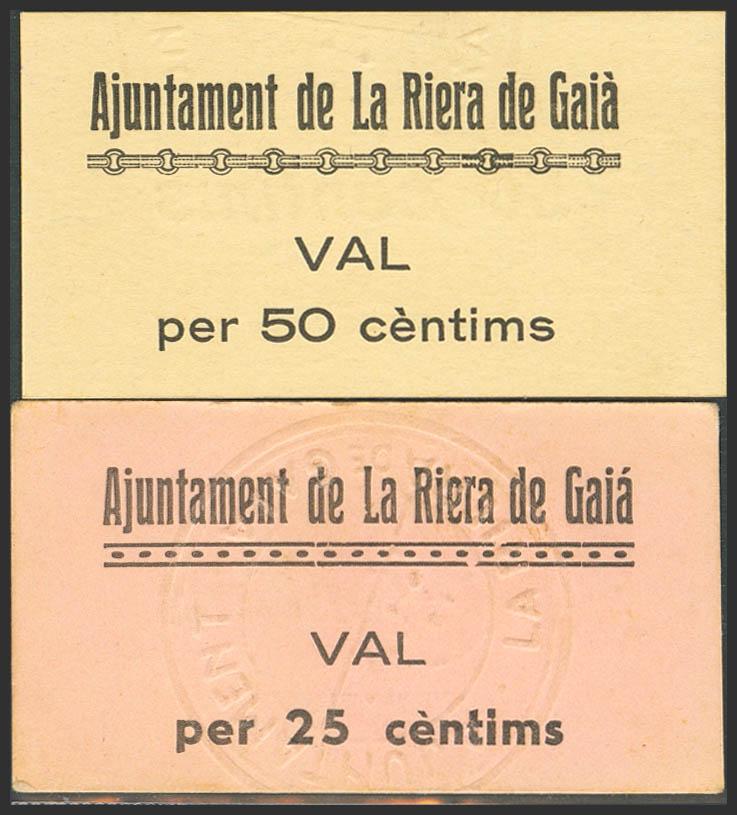 Ajuntament de La Riera de Gaià
VAL
per 50 cèntims
Ajuntament de La Riera de Gaiá
VAL
per 25 cèntims